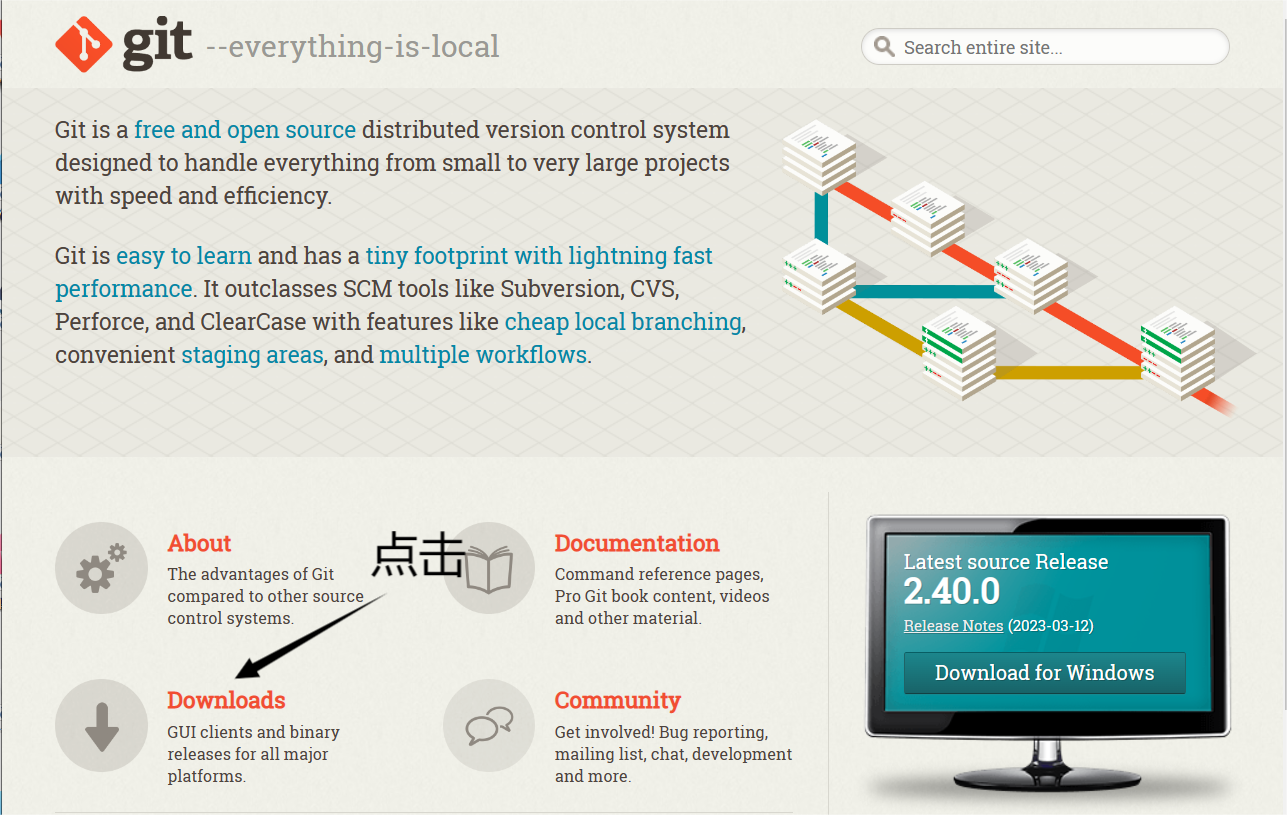 git --everything-is-local
Search entire site...
Git is a free and open source distributed version control system
designed to handle everything from small to very large projects
with speed and efficiency.
Git is easy to learn and has a tiny footprint with lightning fast
performance. It outclasses SCM tools like Subversion, CVS,
Perforce, and ClearCase with features like cheap local branching,
convenient staging areas, and multiple workflows.
About
The advantages of Git
compared to other source
control systems.
点击
Documentation
Command reference pages,
Pro Git book content, videos
and other material.
Downloads
GUI clients and binary
releases for all major
platforms.
Community
Get involved! Bug reporting,
mailing list, chat, development
and more.
Latest source Release
2.40.0
Release Notes (2023-03-12)
Download for Windows